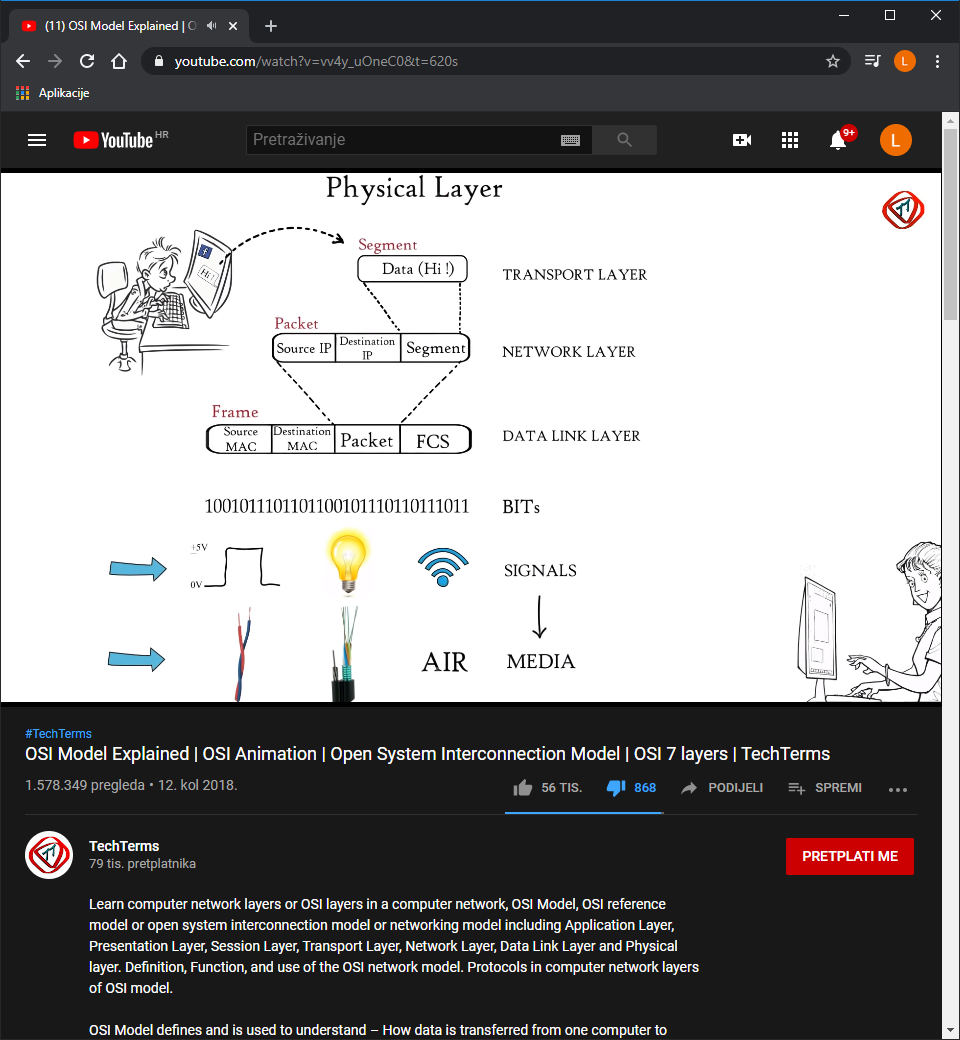 (11) OSI Model Explained | O
youtube.com/watch?v=vv4y_uOneC0&t=620s
L
Aplikacije
YouTube HR
Pretraživanje
9+
L
Physical Layer
Segment
Data (Hi !)
TRANSPORT LAYER
f
Hi !
Packet
Source IP
Destination IP
Segment
NETWORK LAYER
Frame
Source MAC
Destination MAC
Packet
FCS
DATA LINK LAYER
1001011101101100101110110111011
BITs
+5V
0V
SIGNALS
AIR
MEDIA
#TechTerms
OSI Model Explained | OSI Animation | Open System Interconnection Model | OSI 7 layers | TechTerms
1.578.349 pregleda • 12. kol 2018.
56 TIS.
868
PODIJELI
SPREMI
TechTerms
79 tis. pretplatnika
PRETPLATI ME
Learn computer network layers or OSI layers in a computer network, OSI Model, OSI reference
model or open system interconnection model or networking model including Application Layer,
Presentation Layer, Session Layer, Transport Layer, Network Layer, Data Link Layer and Physical
layer. Definition, Function, and use of the OSI network model. Protocols in computer network layers
of OSI model.
OSI Model defines and is used to understand – How data is transferred from one computer to